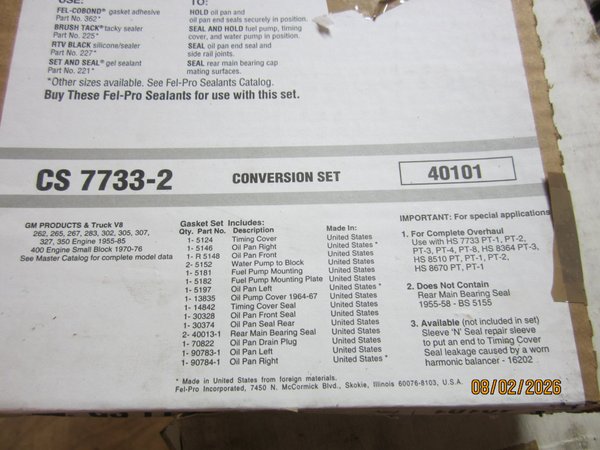 USE:
TO:
FEL-COBOND® gasket adhesive
Part No. 362*
HOLD oil pan and
oil pan end seals securely in position.
BRUSH TACK® tacky sealer
Part No. 225*
SEAL AND HOLD fuel pump, timing
cover, and water pump in position.
RTV BLACK silicone/sealer
Part No. 227*
SEAL oil pan end seal and
side rail joints.
SET AND SEAL® gel sealant
Part No. 221*
SEAL rear main bearing cap
mating surfaces.
*Other sizes available. See Fel-Pro Sealants Catalog.
Buy These Fel-Pro Sealants for use with this set.
CS 7733-2
CONVERSION SET
40101
GM PRODUCTS & Truck V8
262, 265, 267, 283, 302, 305, 307,
327, 350 Engine 1955-85
400 Engine Small Block 1970-76
See Master Catalog for complete model data
Gasket Set Includes:
Qty. Part No. Description Made In:
1- 5124 Timing Cover United States
1- 5146 Oil Pan Right United States *
1- R 5148 Oil Pan Front United States
2- 5152 Water Pump to Block United States
1- 5181 Fuel Pump Mounting United States
1- 5182 Fuel Pump Mounting Plate United States
1- 5197 Oil Pan Left United States *
1- 13835 Oil Pump Cover 1964-67 United States
1- 14842 Timing Cover Seal United States
1- 30328 Oil Pan Front Seal United States
1- 30374 Oil Pan Seal Rear United States
2- 40013-1 Rear Main Bearing Seal United States
1- 70822 Oil Pan Drain Plug United States
1- 90783-1 Oil Pan Left United States
1- 90784-1 Oil Pan Right United States *
* Made in United States from foreign materials.
Fel-Pro Incorporated, 7450 N. McCormick Blvd., Skokie, Illinois 60076-8103, U.S.A.
IMPORTANT: For special applications
1. For Complete Overhaul
Use with HS 7733 PT-1, PT-2,
PT-3, PT-4, PT-8, HS 8364 PT-3,
HS 8510 PT, PT-1, PT-2,
HS 8670 PT, PT-1
2. Does Not Contain
Rear Main Bearing Seal
1955-58 - BS 5155
3. Available (not included in set)
Sleeve 'N' Seal repair sleeve
to put an end to Timing Cover
Seal leakage caused by a worn
harmonic balancer - 16202
08/02/2026